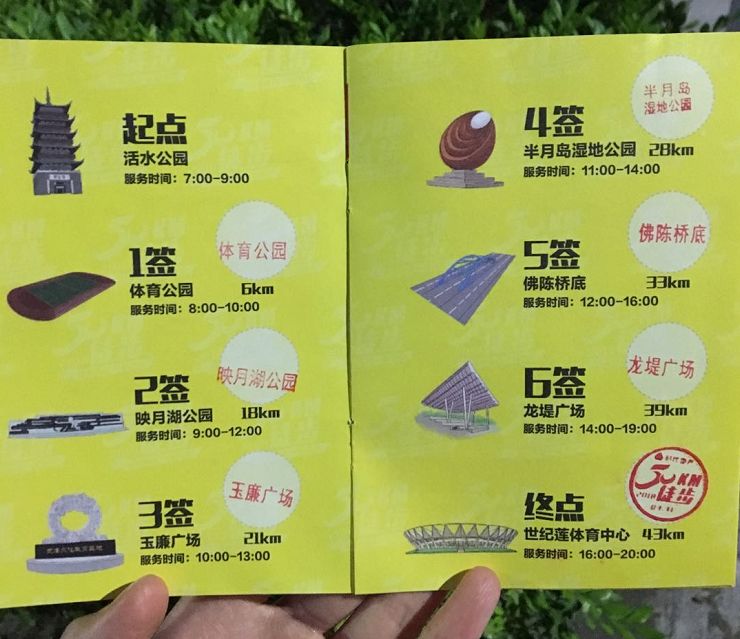 起点
活水公园
服务时间：7:00-9:00
体育公园
1签
体育公园 6km
服务时间：8:00-10:00
映月湖公园
2签
映月湖公园 18km
服务时间：9:00-12:00
玉廉广场
3签
玉廉广场 21km
服务时间：10:00-13:00
半月岛
湿地公园
4签
半月岛湿地公园 28km
服务时间：11:00-14:00
佛陈桥底
5签
佛陈桥底 33km
服务时间：12:00-16:00
龙堤广场
6签
龙堤广场 39km
服务时间：14:00-19:00
50KM
2018 徒步
终点
世纪莲体育中心 43km
服务时间：16:00-20:00